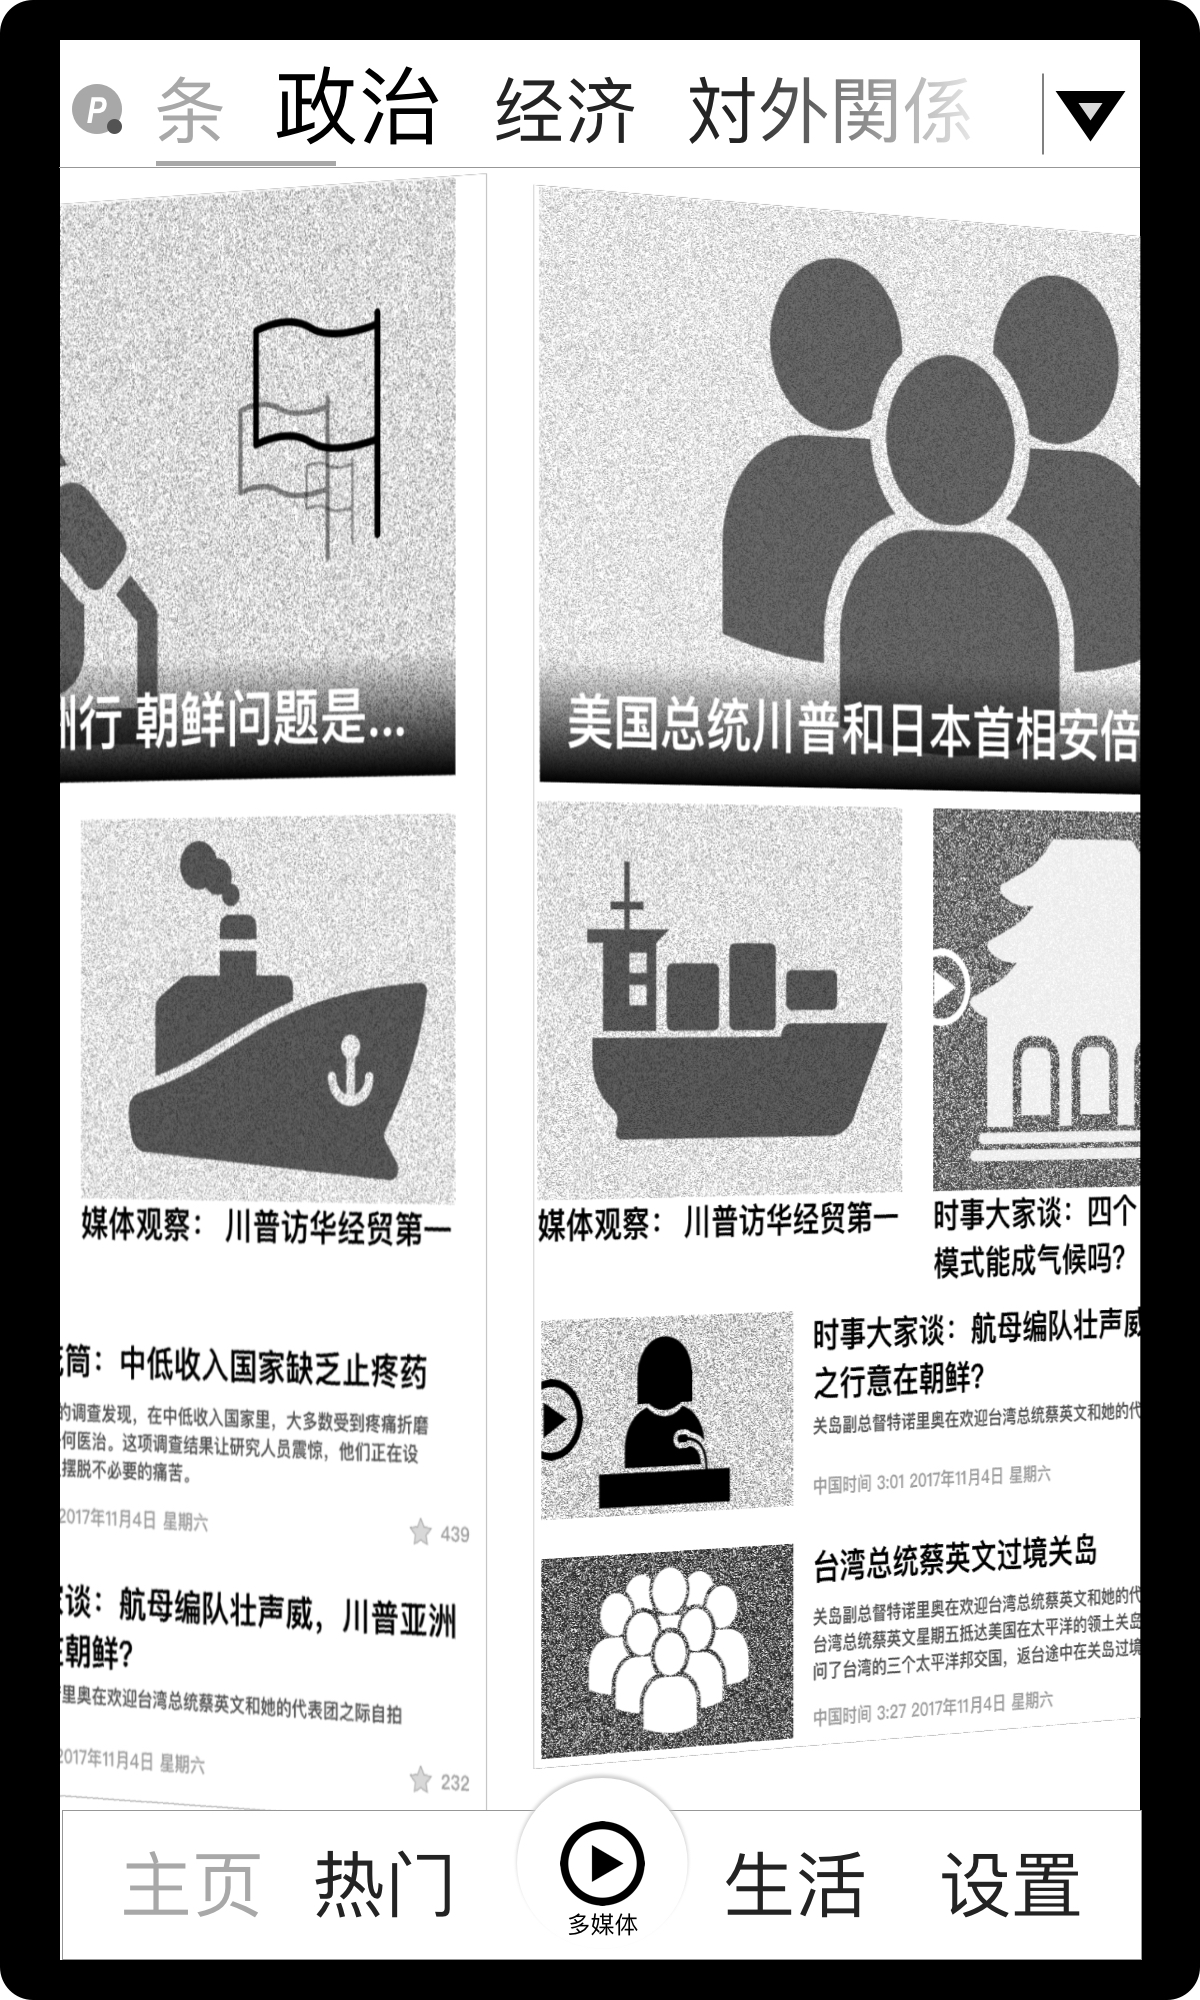 P
条 政治 经济 対外関係
州行 朝鲜问题是...
美国总统川普和日本首相安倍
媒体观察： 川普访华经贸第一
筒：中低收入国家缺乏止疼药
的调查发现，在中低收入国家里，大多数受到疼痛折磨
何医治。这项调查结果让研究人员震惊，他们正在设
摆脱不必要的痛苦。
2017年11月4日 星期六
439
谈：航母编队壮声威，川普亚洲
朝鲜?
里奥在欢迎台湾总统蔡英文和她的代表团之际自拍
2017年11月4日 星期六
232
媒体观察： 川普访华经贸第一
时事大家谈：四个
模式能成气候吗?
时事大家谈：航母编队壮声威
之行意在朝鲜?
关岛副总督特诺里奥在欢迎台湾总统蔡英文和她的代
中国时间 3:01 2017年11月4日 星期六
台湾总统蔡英文过境关岛
关岛副总督特诺里奥在欢迎台湾总统蔡英文和她的代
台湾总统蔡英文星期五抵达美国在太平洋的领土关岛
问了台湾的三个太平洋邦交国，返台途中在关岛过境
中国时间 3:27 2017年11月4日 星期六
主页 热门 多媒体 生活 设置